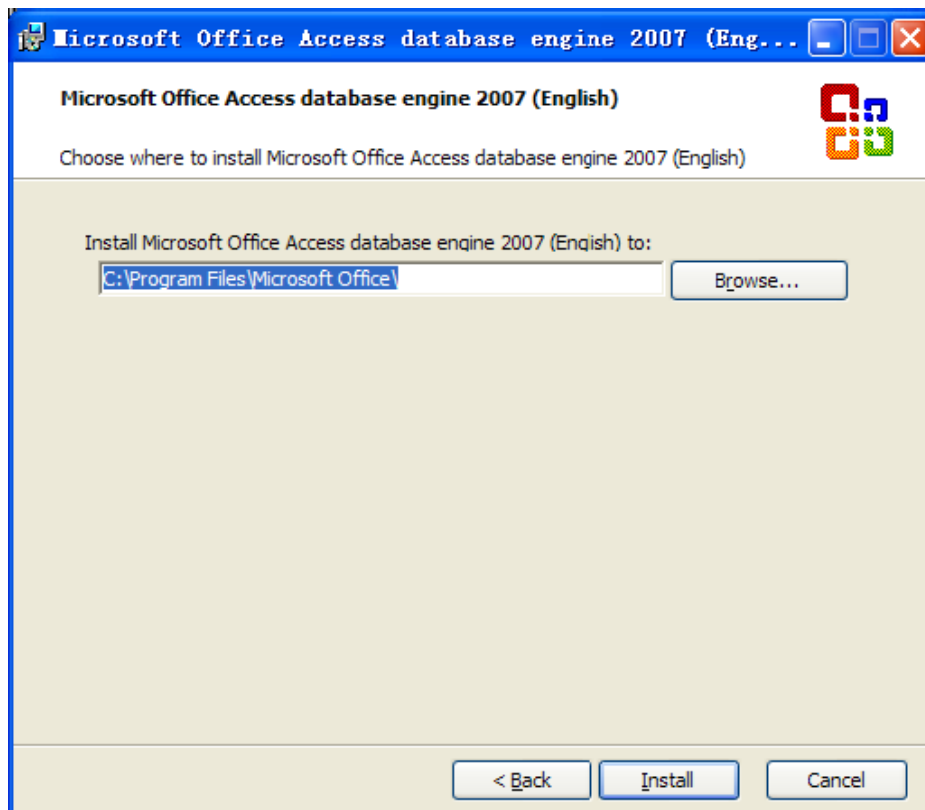 Microsoft Office Access database engine 2007 (Eng...
Microsoft Office Access database engine 2007 (English)
Choose where to install Microsoft Office Access database engine 2007 (English)
Install Microsoft Office Access database engine 2007 (Engish) to:
C:\Program Files\Microsoft Office\
Browse...
< Back
Install
Cancel